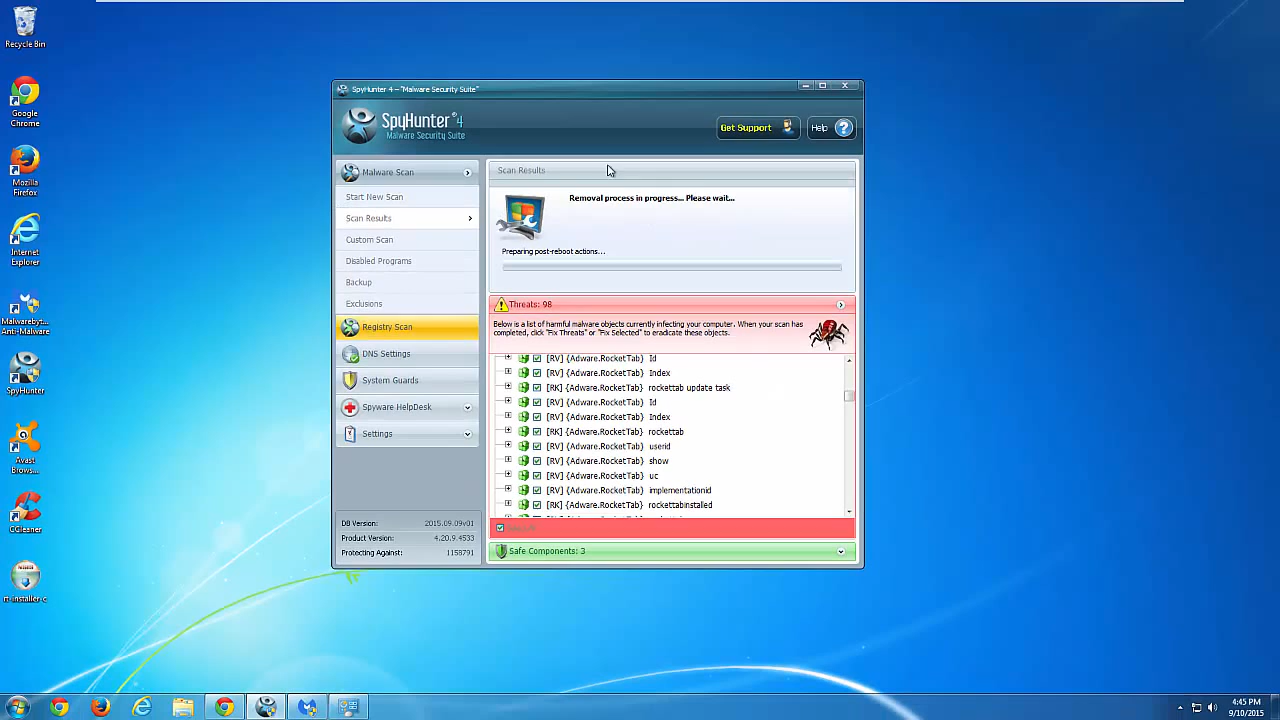 Recycle Bin
Google
Chrome
Mozilla
Firefox
Internet
Explorer
Malwarebyt...
Anti-Malware
SpyHunter
Avast
Brows...
CCleaner
rt-installer-c
SpyHunter 4 - "Malware Security Suite"
SpyHunter® 4
Malware Security Suite
Get Support
Help
Malware Scan
Start New Scan
Scan Results
Custom Scan
Disabled Programs
Backup
Exclusions
Registry Scan
DNS Settings
System Guards
Spyware HelpDesk
Settings
DB Version: 2015.09.09v01
Product Version: 4.20.9.4533
Protecting Against: 1158791
Scan Results
Removal process in progress... Please wait...
Preparing post-reboot actions...
Threats: 98
Below is a list of harmful malware objects currently infecting your computer. When your scan has
completed, click "Fix Threats" or "Fix Selected" to eradicate these objects.
[RV] {Adware.RocketTab} Id
[RV] {Adware.RocketTab} Index
[RK] {Adware.RocketTab} rockettab update task
[RV] {Adware.RocketTab} Id
[RV] {Adware.RocketTab} Index
[RK] {Adware.RocketTab} rockettab
[RV] {Adware.RocketTab} userid
[RV] {Adware.RocketTab} show
[RV] {Adware.RocketTab} uc
[RV] {Adware.RocketTab} implementationid
[RK] {Adware.RocketTab} rockettabinstalled
Safe Components: 3
4:45 PM
9/10/2015